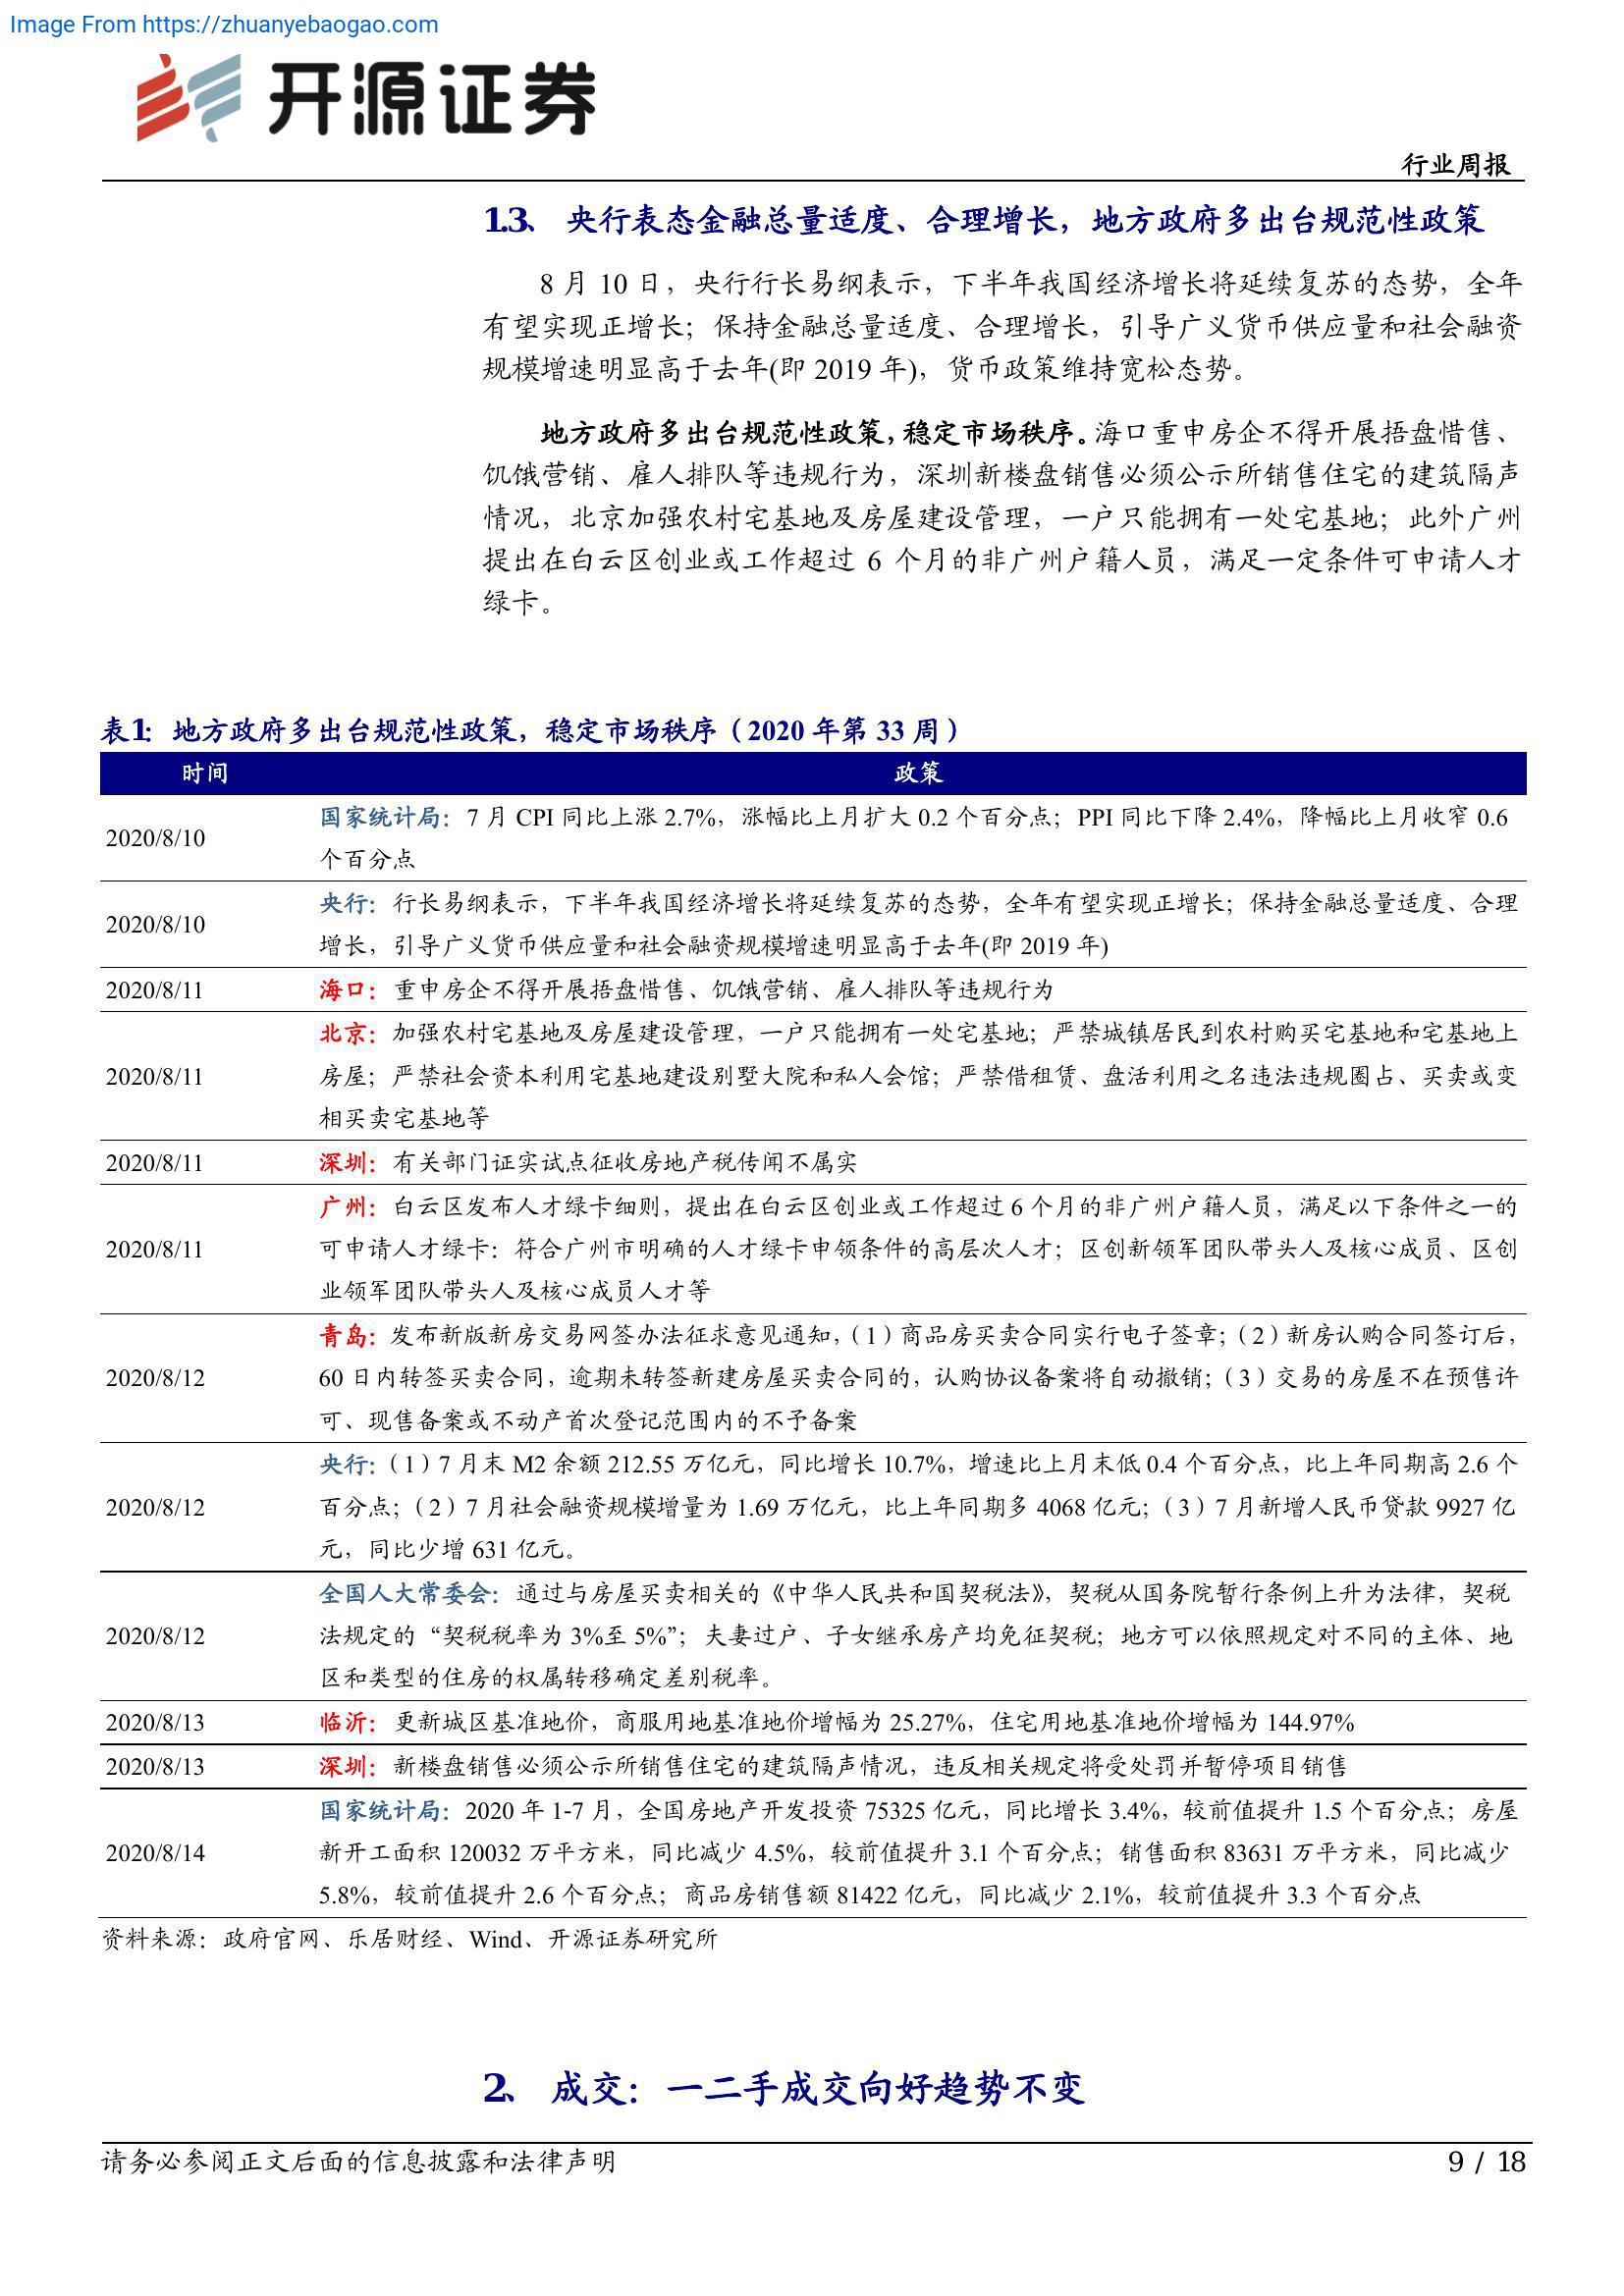 Image From https://zhuanyebaogao.com
开源证券
行业周报
1.3、 央行表态金融总量适度、合理增长，地方政府多出台规范性政策
8 月 10 日，央行行长易纲表示，下半年我国经济增长将延续复苏的态势，全年
有望实现正增长；保持金融总量适度、合理增长，引导广义货币供应量和社会融资
规模增速明显高于去年(即 2019 年)，货币政策维持宽松态势。
地方政府多出台规范性政策，稳定市场秩序。海口重申房企不得开展捂盘惜售、
饥饿营销、雇人排队等违规行为，深圳新楼盘销售必须公示所销售住宅的建筑隔声
情况，北京加强农村宅基地及房屋建设管理，一户只能拥有一处宅基地；此外广州
提出在白云区创业或工作超过 6 个月的非广州户籍人员，满足一定条件可申请人才
绿卡。
表1：地方政府多出台规范性政策，稳定市场秩序（2020 年第 33 周）
时间 政策
2020/8/10
国家统计局：7 月 CPI 同比上涨 2.7%，涨幅比上月扩大 0.2 个百分点；PPI 同比下降 2.4%，降幅比上月收窄 0.6
个百分点
2020/8/10
央行：行长易纲表示，下半年我国经济增长将延续复苏的态势，全年有望实现正增长；保持金融总量适度、合理
增长，引导广义货币供应量和社会融资规模增速明显高于去年(即 2019 年)
2020/8/11 海口：重申房企不得开展捂盘惜售、饥饿营销、雇人排队等违规行为
2020/8/11
北京：加强农村宅基地及房屋建设管理，一户只能拥有一处宅基地；严禁城镇居民到农村购买宅基地和宅基地上
房屋；严禁社会资本利用宅基地建设别墅大院和私人会馆；严禁借租赁、盘活利用之名违法违规圈占、买卖或变
相买卖宅基地等
2020/8/11 深圳：有关部门证实试点征收房地产税传闻不属实
2020/8/11
广州：白云区发布人才绿卡细则，提出在白云区创业或工作超过 6 个月的非广州户籍人员，满足以下条件之一的
可申请人才绿卡：符合广州市明确的人才绿卡申领条件的高层次人才；区创新领军团队带头人及核心成员、区创
业领军团队带头人及核心成员人才等
2020/8/12
青岛：发布新版新房交易网签办法征求意见通知，（1）商品房买卖合同实行电子签章；（2）新房认购合同签订后，
60 日内转签买卖合同，逾期未转签新建房屋买卖合同的，认购协议备案将自动撤销；（3）交易的房屋不在预售许
可、现售备案或不动产首次登记范围内的不予备案
2020/8/12
央行：（1）7 月末 M2 余额 212.55 万亿元，同比增长 10.7%，增速比上月末低 0.4 个百分点，比上年同期高 2.6 个
百分点；（2）7 月社会融资规模增量为 1.69 万亿元，比上年同期多 4068 亿元；（3）7 月新增人民币贷款 9927 亿
元，同比少增 631 亿元。
2020/8/12
全国人大常委会：通过与房屋买卖相关的《中华人民共和国契税法》，契税从国务院暂行条例上升为法律，契税
法规定的“契税税率为 3%至 5%”；夫妻过户、子女继承房产均免征契税；地方可以依照规定对不同的主体、地
区和类型的住房的权属转移确定差别税率。
2020/8/13 临沂：更新城区基准地价，商服用地基准地价增幅为 25.27%，住宅用地基准地价增幅为 144.97%
2020/8/13 深圳：新楼盘销售必须公示所销售住宅的建筑隔声情况，违反相关规定将受处罚并暂停项目销售
2020/8/14
国家统计局：2020 年 1-7 月，全国房地产开发投资 75325 亿元，同比增长 3.4%，较前值提升 1.5 个百分点；房屋
新开工面积 120032 万平方米，同比减少 4.5%，较前值提升 3.1 个百分点；销售面积 83631 万平方米，同比减少
5.8%，较前值提升 2.6 个百分点；商品房销售额 81422 亿元，同比减少 2.1%，较前值提升 3.3 个百分点
资料来源：政府官网、乐居财经、Wind、开源证券研究所
2、 成交：一二手成交向好趋势不变
请务必参阅正文后面的信息披露和法律声明 9 / 18